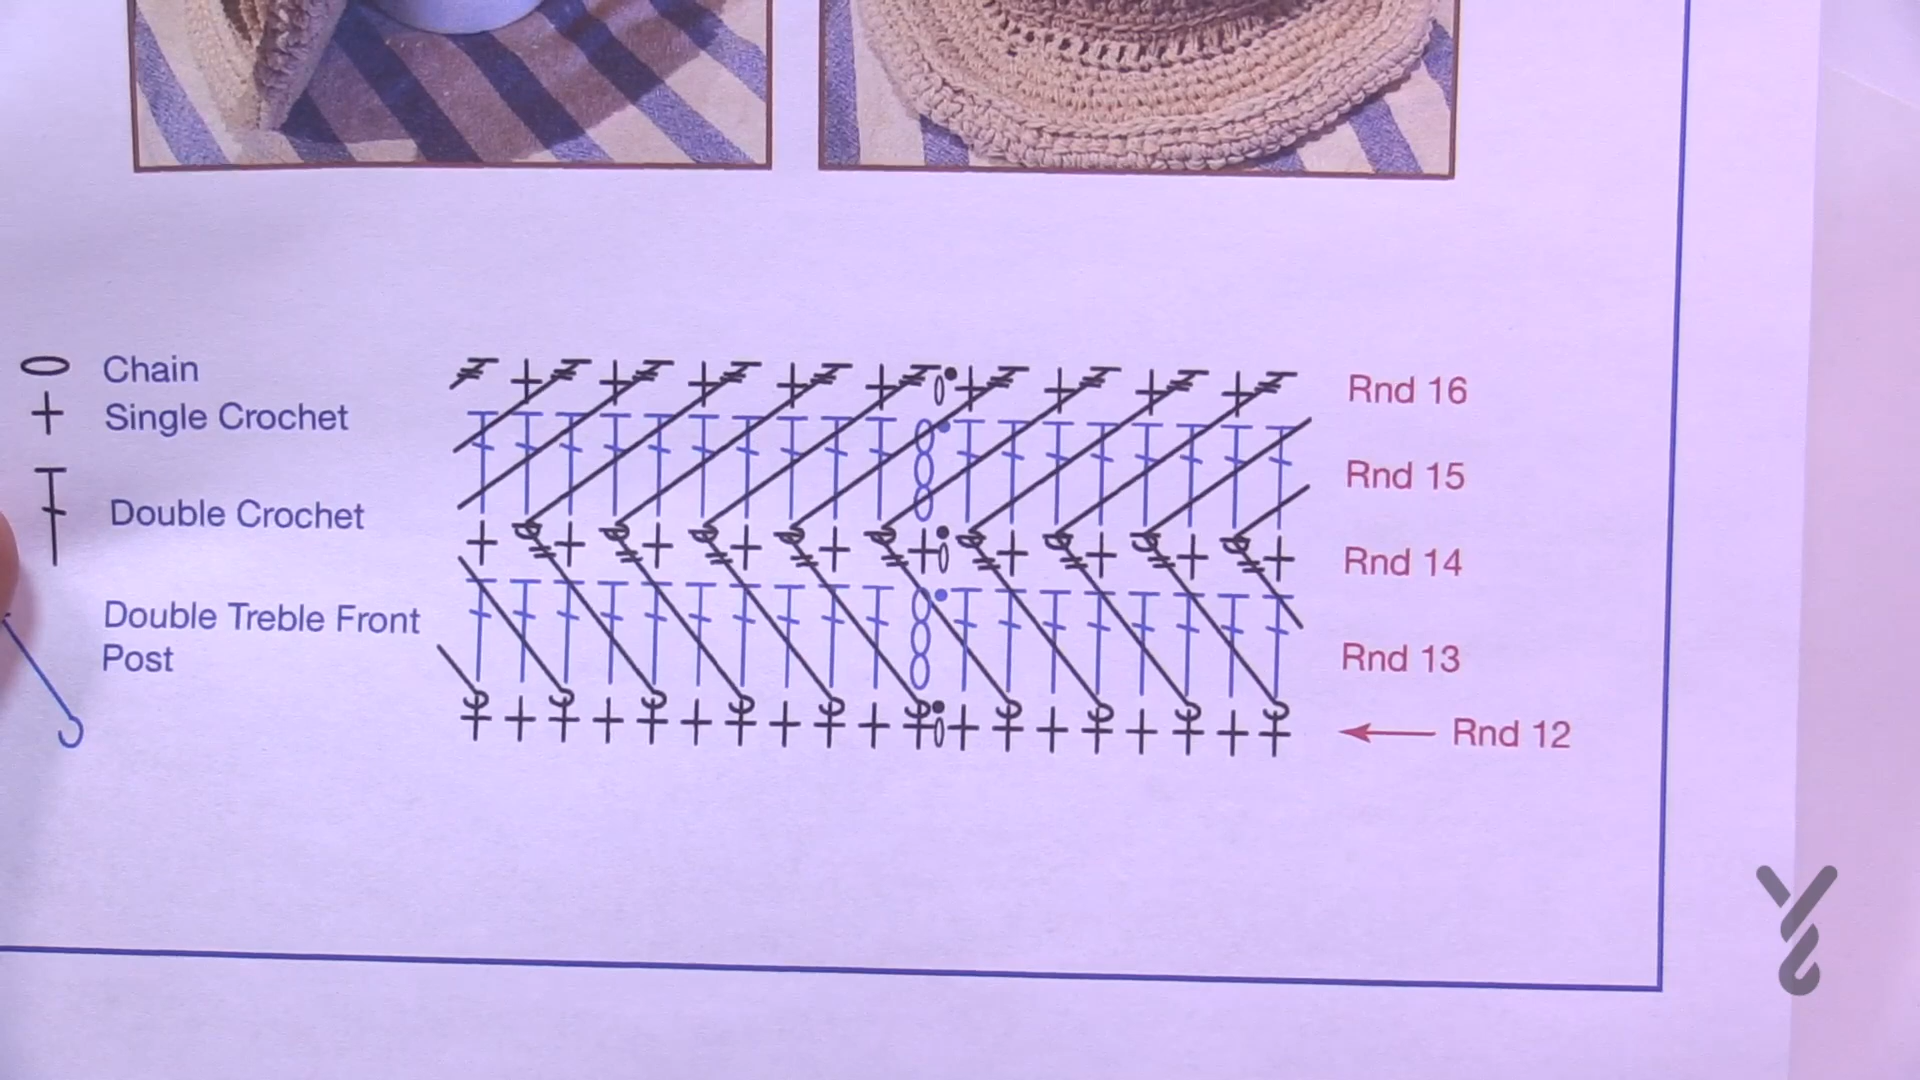 Chain
Single Crochet
Double Crochet
Double Treble Front
Post
Rnd 16
Rnd 15
Rnd 14
Rnd 13
Rnd 12